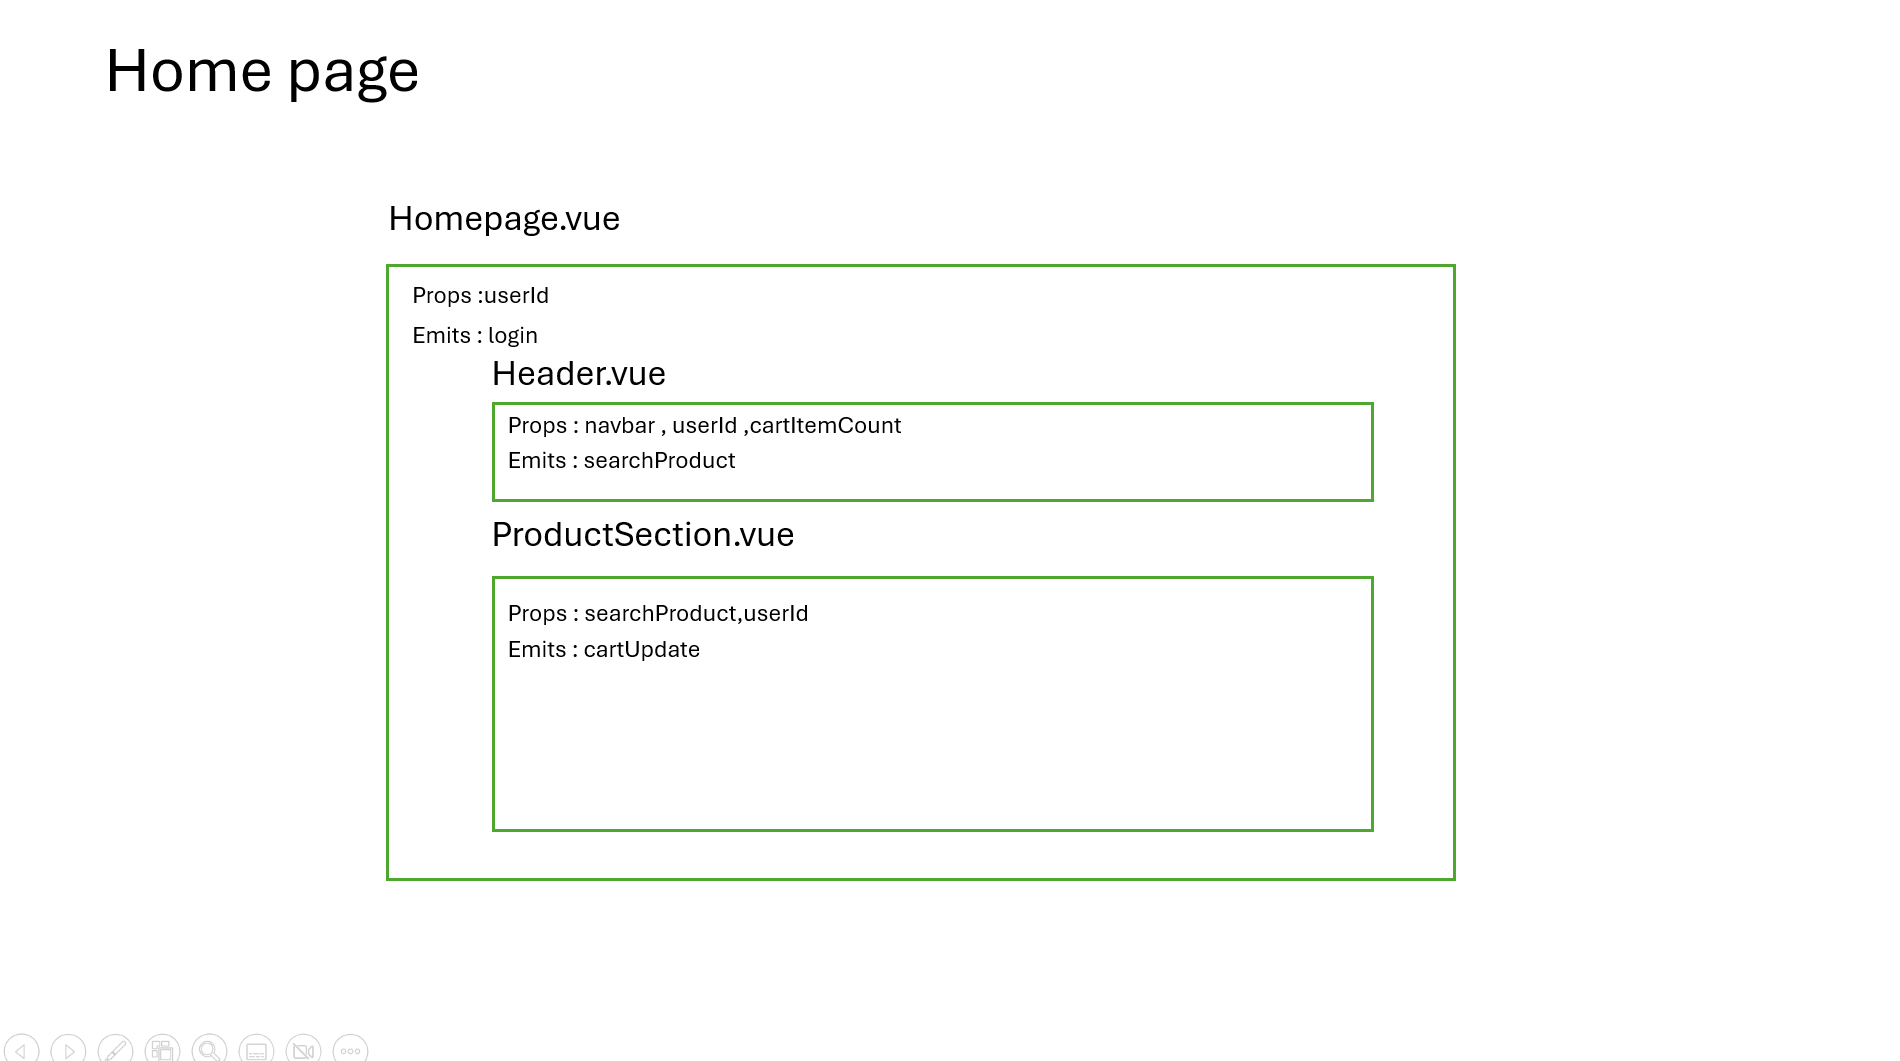 Home page
Homepage.vue
Props :userId
Emits : login
Header.vue
Props : navbar , userId ,cartItemCount
Emits : searchProduct
ProductSection.vue
Props : searchProduct,userId
Emits : cartUpdate